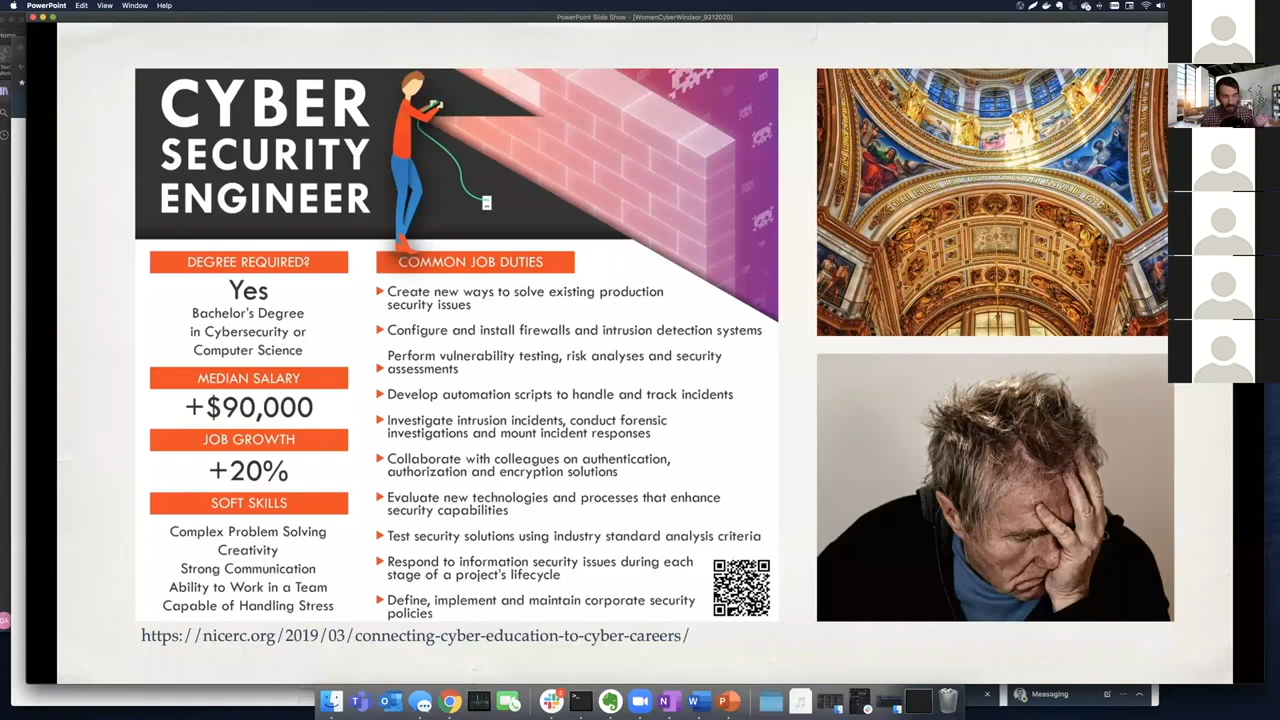 PowerPoint Edit View Window Help
PowerPoint Slide Show - [WomenCyberWindsor_9212020]
CYBER
SECURITY
ENGINEER
DEGREE REQUIRED?
Yes
Bachelor's Degree
in Cybersecurity or
Computer Science
MEDIAN SALARY
+$90,000
JOB GROWTH
+20%
SOFT SKILLS
Complex Problem Solving
Creativity
Strong Communication
Ability to Work in a Team
Capable of Handling Stress
COMMON JOB DUTIES
Create new ways to solve existing production
security issues
Configure and install firewalls and intrusion detection systems
Perform vulnerability testing, risk analyses and security
assessments
Develop automation scripts to handle and track incidents
Investigate intrusion incidents, conduct forensic
investigations and mount incident responses
Collaborate with colleagues on authentication,
authorization and encryption solutions
Evaluate new technologies and processes that enhance
security capabilities
Test security solutions using industry standard analysis criteria
Respond to information security issues during each
stage of a project's lifecycle
Define, implement and maintain corporate security
policies
https://nicerc.org/2019/03/connecting-cyber-education-to-cyber-careers/
Messaging